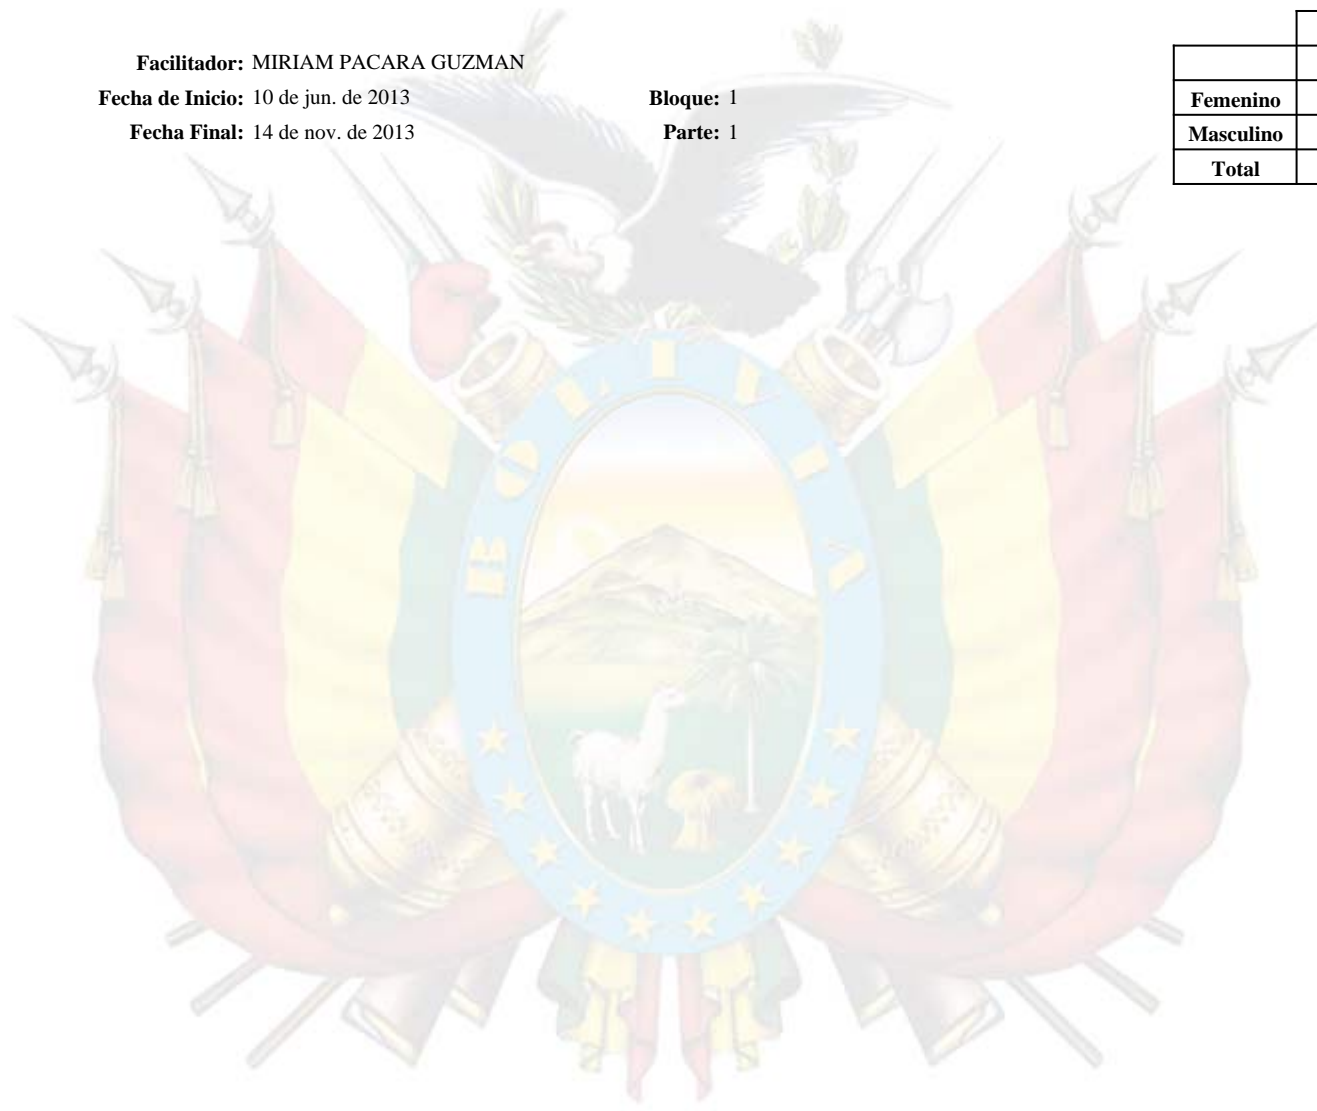 Facilitador: MIRIAM PACARA GUZMAN
Fecha de Inicio: 10 de jun. de 2013 Bloque: 1
Fecha Final: 14 de nov. de 2013 Parte: 1
Femenino
Masculino
Total
BOLIVIA